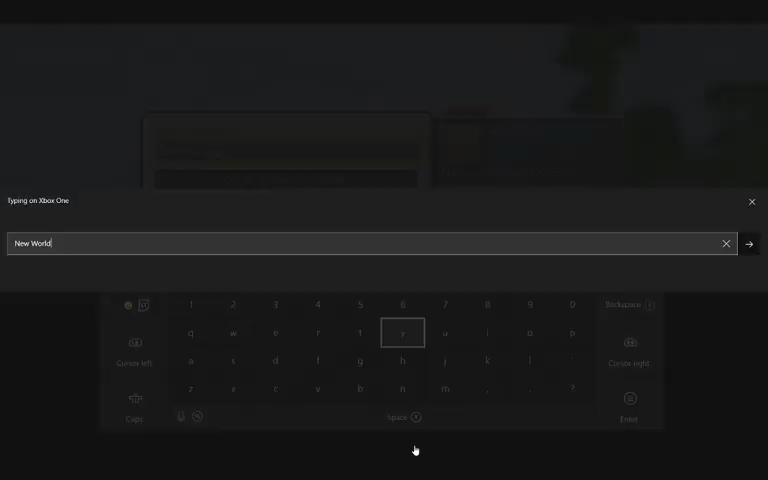 Typing on Xbox One
New World
1 2 3 4 5 6 7 8 9 0 Backspace
q w e r t y u i o p
Cursor left
a s d f g h j k l '
Cursor right
z x c v b n m , . ?
Caps
Space
Enter